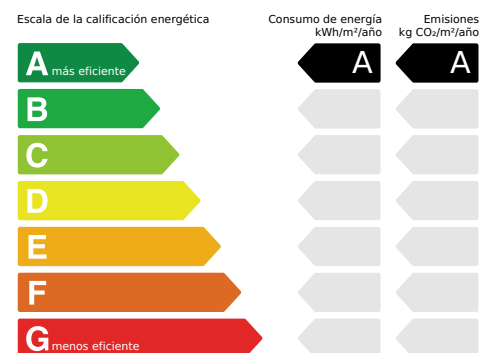 Escala de la calificación energética
Consumo de energía
kWh/m²/año
Emisiones
kg CO₂/m²/año
A más eficiente
A
A
B
C
D
E
F
G menos eficiente